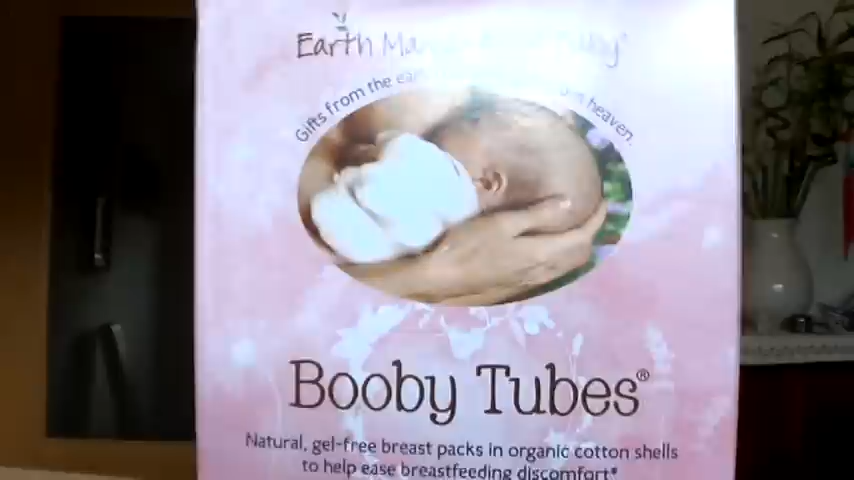 Earth Ma
Gifts from the ear heaven.
Booby Tubes®
Natural, gel-free breast packs in organic cotton shells
to help ease breastfeeding discomfort*